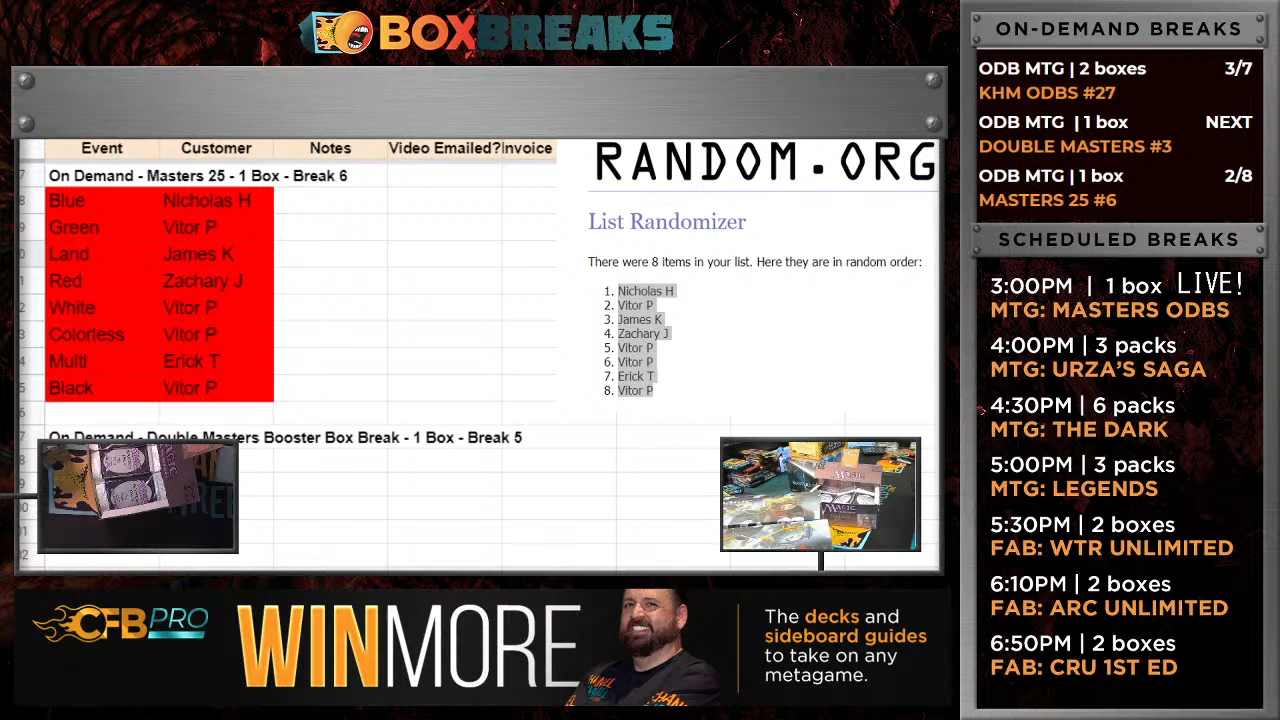 BOXBREAKS
Event Customer Notes Video Emailed? Invoice
On Demand - Masters 25 - 1 Box - Break 6
Blue Nicholas H
Green Vitor P
Land James K
Red Zachary J
White Vitor P
Colorless Vitor P
Multi Erick T
Black Vitor P
On Demand - Double Masters Booster Box Break - 1 Box - Break 5
RANDOM.ORG
List Randomizer
There were 8 items in your list. Here they are in random order:
1. Nicholas H
2. Vitor P
3. James K
4. Zachary J
5. Vitor P
6. Vitor P
7. Erick T
8. Vitor P
MAGIC
Magic
CFB PRO
WINMORE
The decks and
sideboard guides
to take on any
metagame.
ON-DEMAND BREAKS
ODB MTG | 2 boxes 3/7
KHM ODBS #27
ODB MTG | 1 box NEXT
DOUBLE MASTERS #3
ODB MTG | 1 box 2/8
MASTERS 25 #6
SCHEDULED BREAKS
3:00PM | 1 box LIVE!
MTG: MASTERS ODBS
4:00PM | 3 packs
MTG: URZA'S SAGA
4:30PM | 6 packs
MTG: THE DARK
5:00PM | 3 packs
MTG: LEGENDS
5:30PM | 2 boxes
FAB: WTR UNLIMITED
6:10PM | 2 boxes
FAB: ARC UNLIMITED
6:50PM | 2 boxes
FAB: CRU 1ST ED